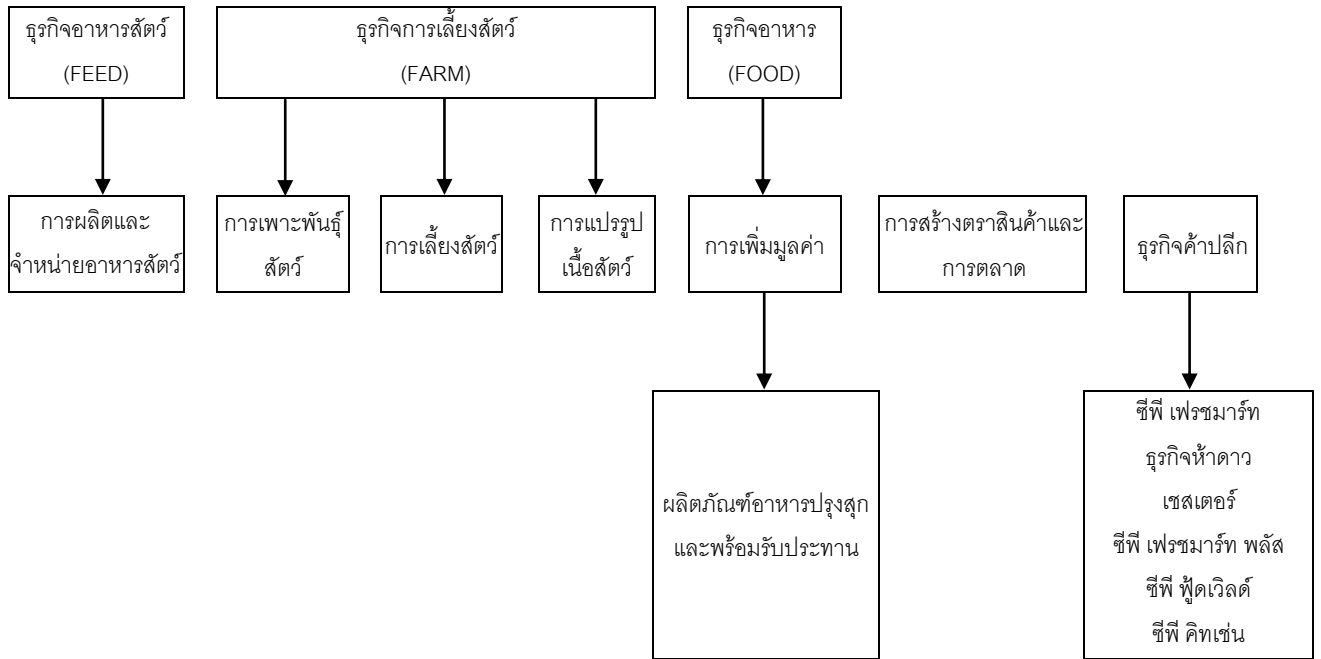 ธุรกิจอาหารสัตว์
(FEED)
ธุรกิจการเลี้ยงสัตว์
(FARM)
ธุรกิจอาหาร
(FOOD)
การผลิตและ
จำหน่ายอาหารสัตว์
การเพาะพันธุ์
สัตว์
การเลี้ยงสัตว์
การแปรรูป
เนื้อสัตว์
การเพิ่มมูลค่า
การสร้างตราสินค้าและ
การตลาด
ธุรกิจค้าปลีก
ผลิตภัณฑ์อาหารปรุงสุก
และพร้อมรับประทาน
ซีพี เฟรชมาร์ท
ธุรกิจห้าดาว
เชสเตอร์
ซีพี เฟรชมาร์ท พลัส
ซีพี ฟู้ดเวิลด์
ซีพี คิทเช่น